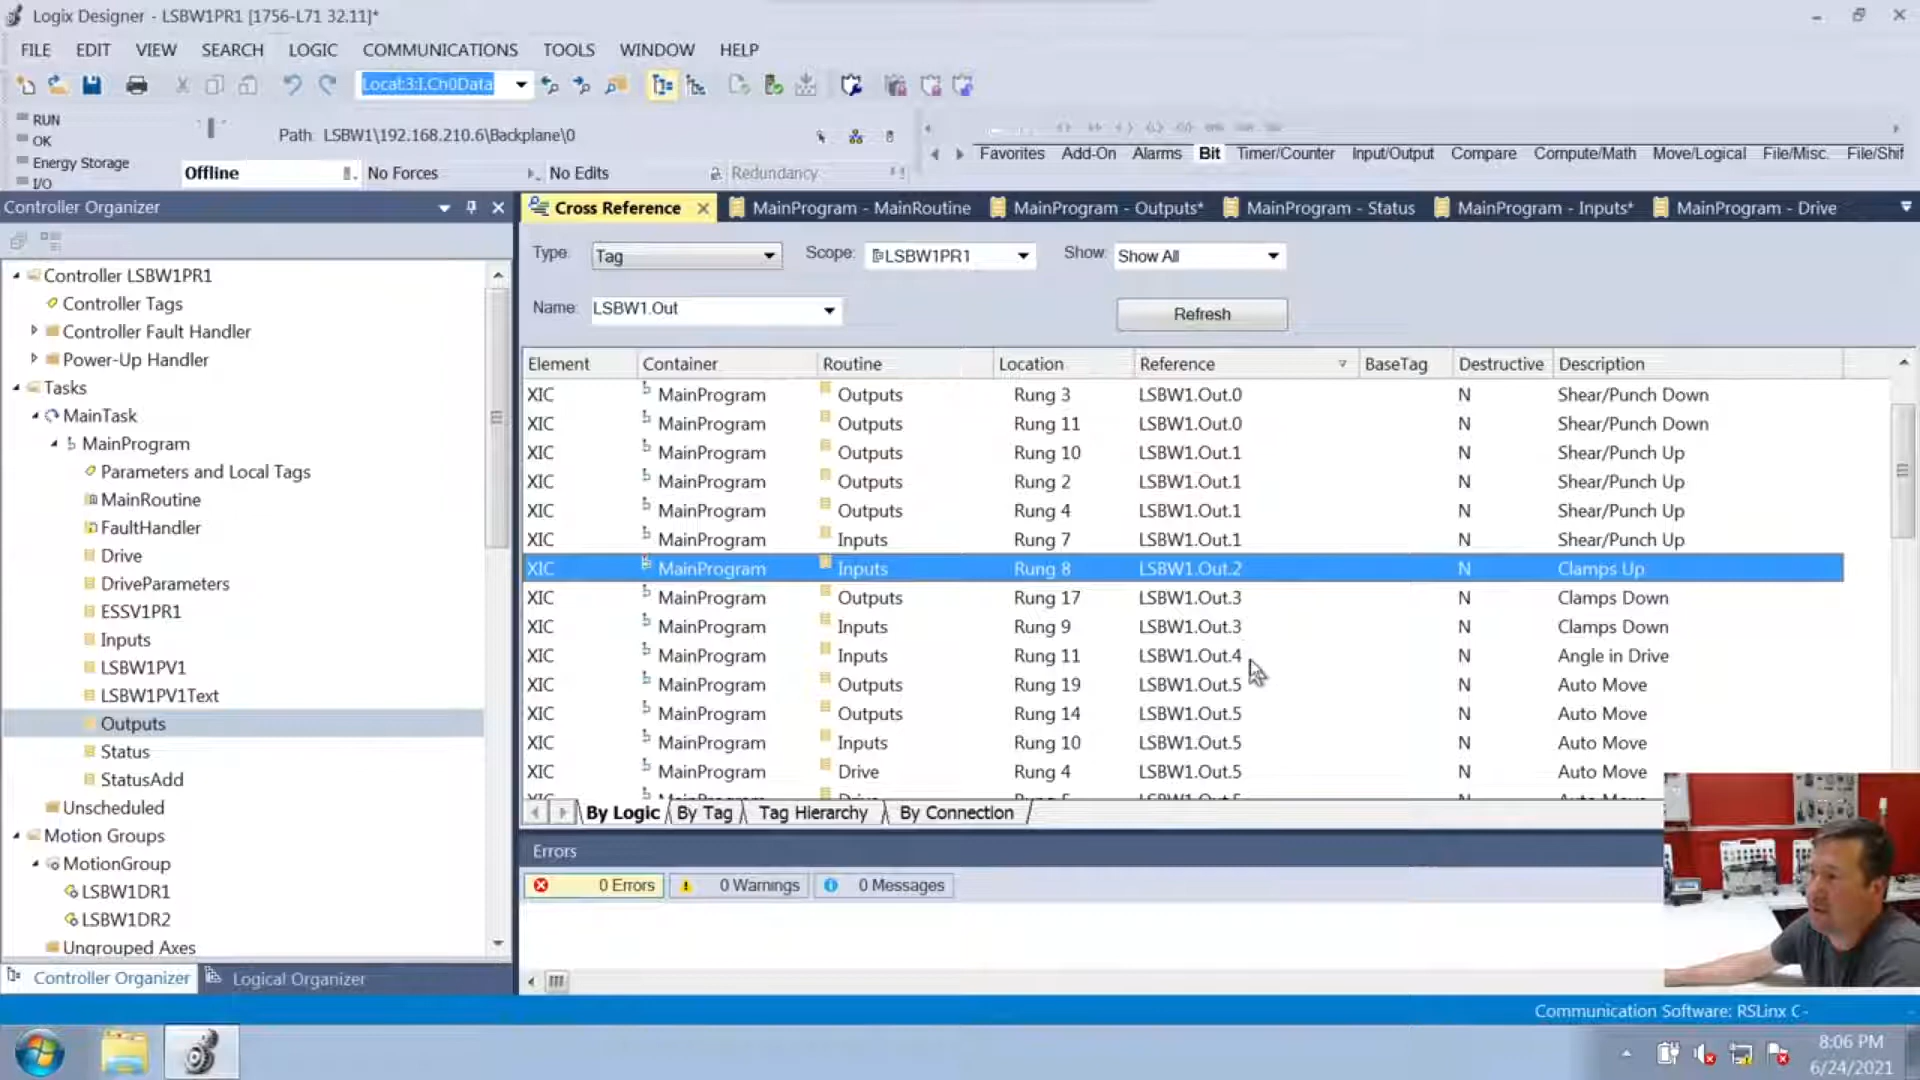 Logix Designer - LSBW1PR1 [1756-L71 32.11]*
FILE EDIT VIEW SEARCH LOGIC COMMUNICATIONS TOOLS WINDOW HELP
Local:3:I.Ch0Data
RUN
OK
Energy Storage
I/O
Path: LSBW1\192.168.210.6\Backplane\0
Offline No Forces No Edits Redundancy
Favorites Add-On Alarms Bit Timer/Counter Input/Output Compare Compute/Math Move/Logical File/Misc. File/Shif
Controller Organizer
Controller LSBW1PR1
Controller Tags
Controller Fault Handler
Power-Up Handler
Tasks
MainTask
MainProgram
Parameters and Local Tags
MainRoutine
FaultHandler
Drive
DriveParameters
ESSV1PR1
Inputs
LSBW1PV1
LSBW1PV1Text
Outputs
Status
StatusAdd
Unscheduled
Motion Groups
MotionGroup
LSBW1DR1
LSBW1DR2
Ungrouped Axes
Controller Organizer Logical Organizer
Cross Reference MainProgram - MainRoutine MainProgram - Outputs* MainProgram - Status MainProgram - Inputs* MainProgram - Drive
Type: Tag Scope: LSBW1PR1 Show: Show All
Name: LSBW1.Out Refresh
Element Container Routine Location Reference BaseTag Destructive Description
XIC MainProgram Outputs Rung 3 LSBW1.Out.0 N Shear/Punch Down
XIC MainProgram Outputs Rung 11 LSBW1.Out.0 N Shear/Punch Down
XIC MainProgram Outputs Rung 10 LSBW1.Out.1 N Shear/Punch Up
XIC MainProgram Outputs Rung 2 LSBW1.Out.1 N Shear/Punch Up
XIC MainProgram Outputs Rung 4 LSBW1.Out.1 N Shear/Punch Up
XIC MainProgram Inputs Rung 7 LSBW1.Out.1 N Shear/Punch Up
XIC MainProgram Inputs Rung 8 LSBW1.Out.2 N Clamps Up
XIC MainProgram Outputs Rung 17 LSBW1.Out.3 N Clamps Down
XIC MainProgram Inputs Rung 9 LSBW1.Out.3 N Clamps Down
XIC MainProgram Inputs Rung 11 LSBW1.Out.4 N Angle in Drive
XIC MainProgram Outputs Rung 19 LSBW1.Out.5 N Auto Move
XIC MainProgram Outputs Rung 14 LSBW1.Out.5 N Auto Move
XIC MainProgram Inputs Rung 10 LSBW1.Out.5 N Auto Move
XIC MainProgram Drive Rung 4 LSBW1.Out.5 N Auto Move
By Logic By Tag Tag Hierarchy By Connection
Errors
0 Errors 0 Warnings 0 Messages
Communication Software: RSLinx C
8:06 PM
6/24/2021